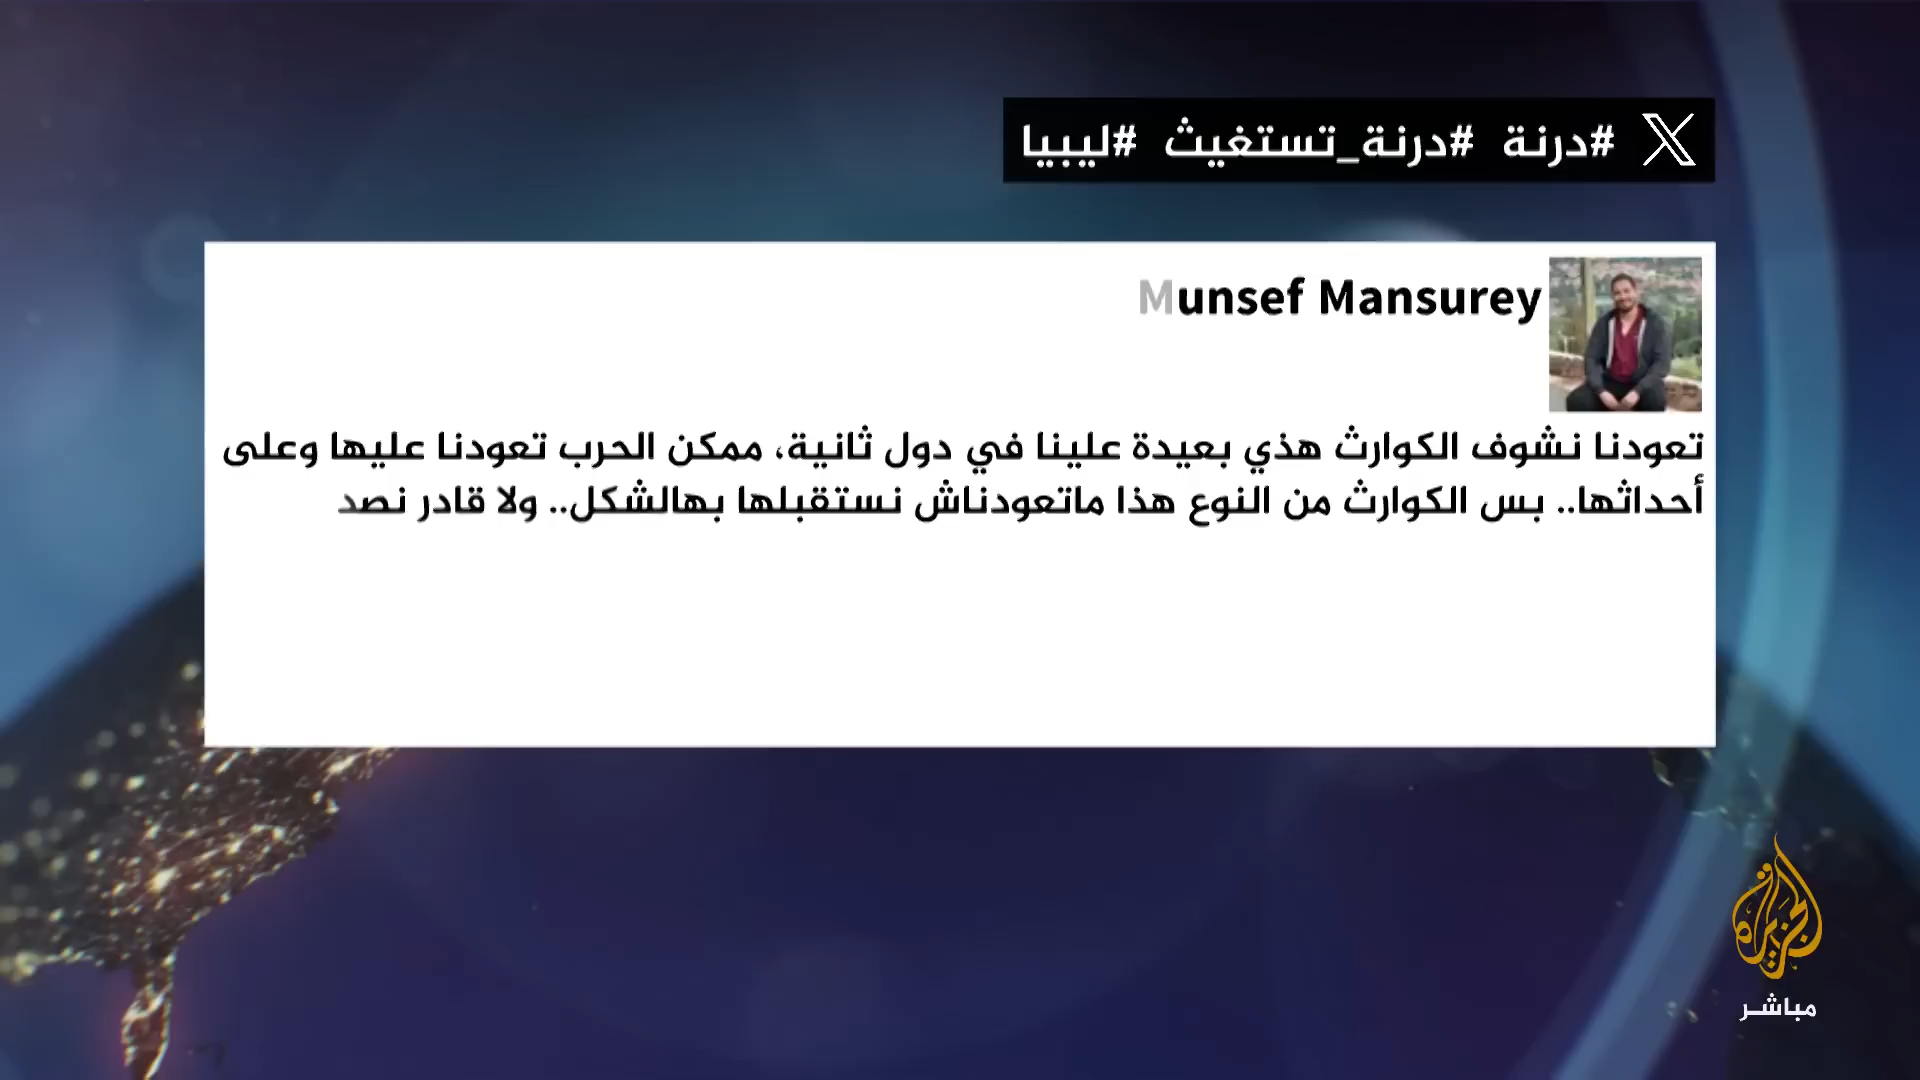 #درنة #درنة_تستغيث #ليبيا
Munsef Mansurey
تعودنا نشوف الكوارث هذي بعيدة علينا في دول ثانية، ممكن الحرب تعودنا عليها وعلى
أحداثها.. بس الكوارث من النوع هذا ماتعودناش نستقبلها بهالشكل.. ولا قادر نصد
الجزيرة
مباشر